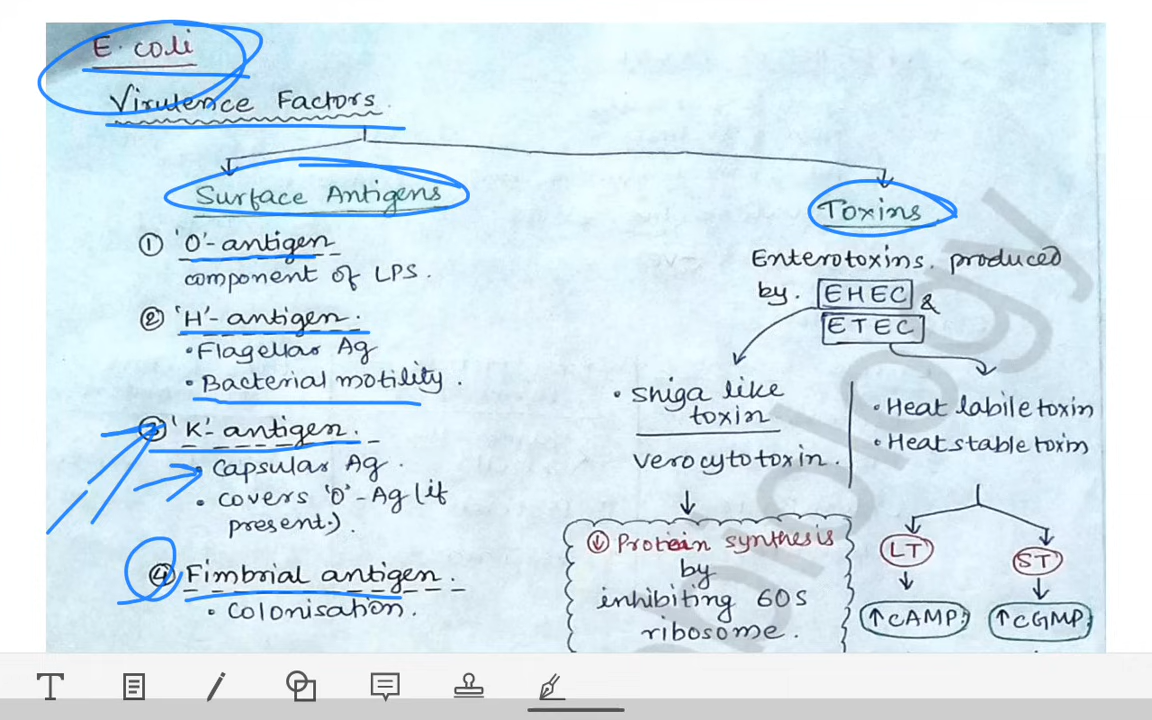 E. coli
Virulence Factors.
Surface Antigens
① 'O'-antigen
component of LPS.
② 'H'-antigen.
• Flagellar Ag
• Bacterial motility.
③ 'K'-antigen.
• Capsular Ag.
• Covers 'O'-Ag (if
present.).
④ Fimbrial antigen.
• Colonisation.
Toxins.
Enterotoxins. produced
by. EHEC &
ETEC
• Shiga like
toxin.
verocytotoxin.
↓ Protein synthesis
by
inhibiting 60S
ribosome.
• Heat labile toxin
• Heat stable toxin
LT
ST
↑cAMP.
↑cGMP.